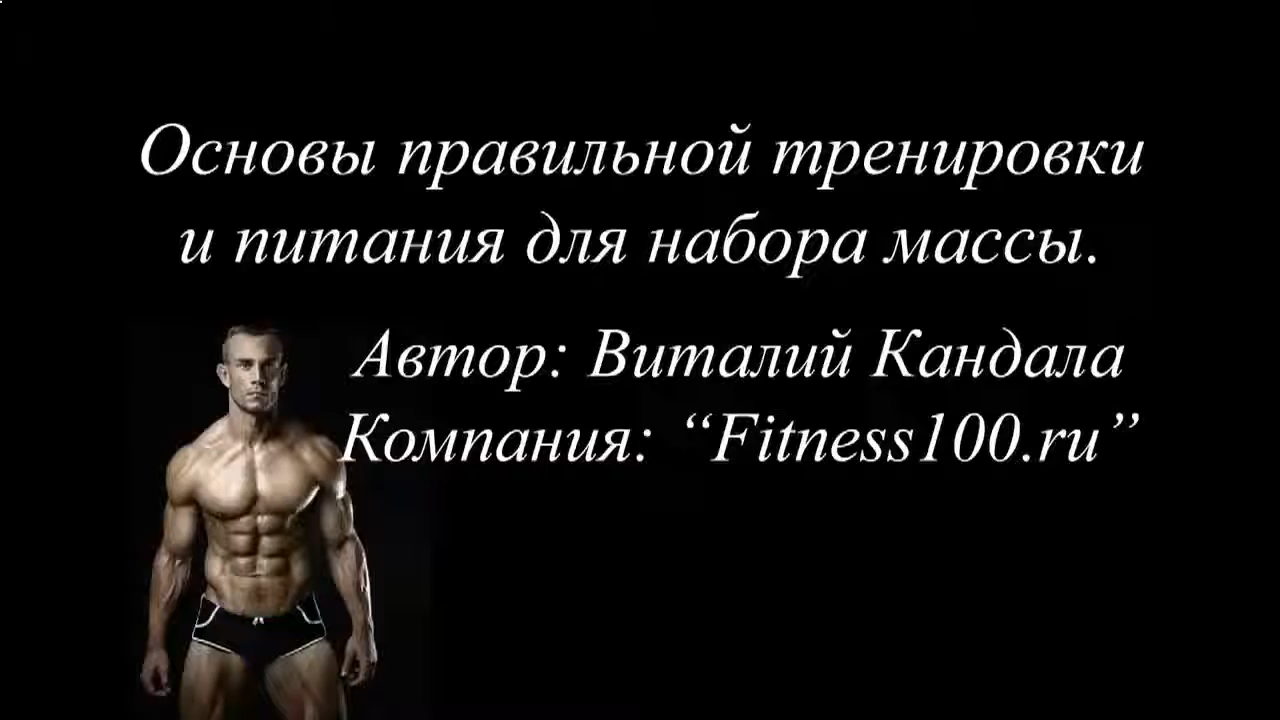 Основы правильной тренировки
и питания для набора массы.
Автор: Виталий Кандала
Компания: “Fitness100.ru”